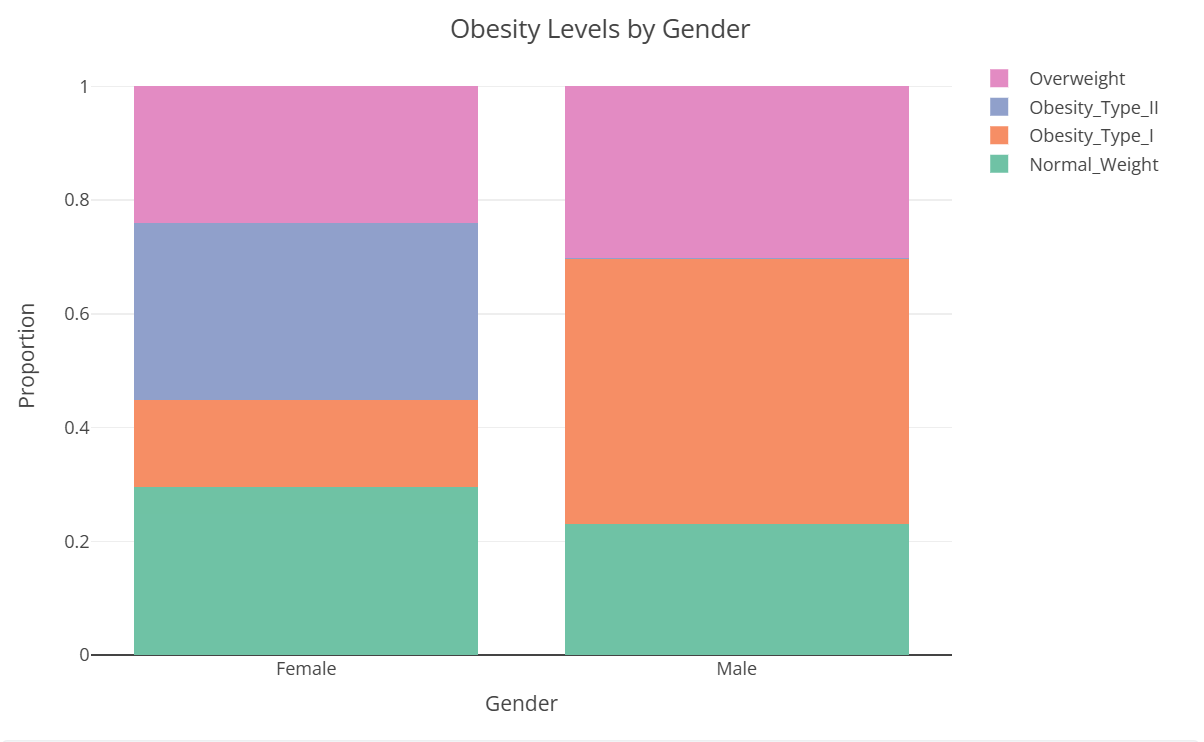 Obesity Levels by Gender
Overweight
Obesity_Type_II
Obesity_Type_I
Normal_Weight
1
0.8
0.6
0.4
0.2
0
Proportion
Female
Male
Gender